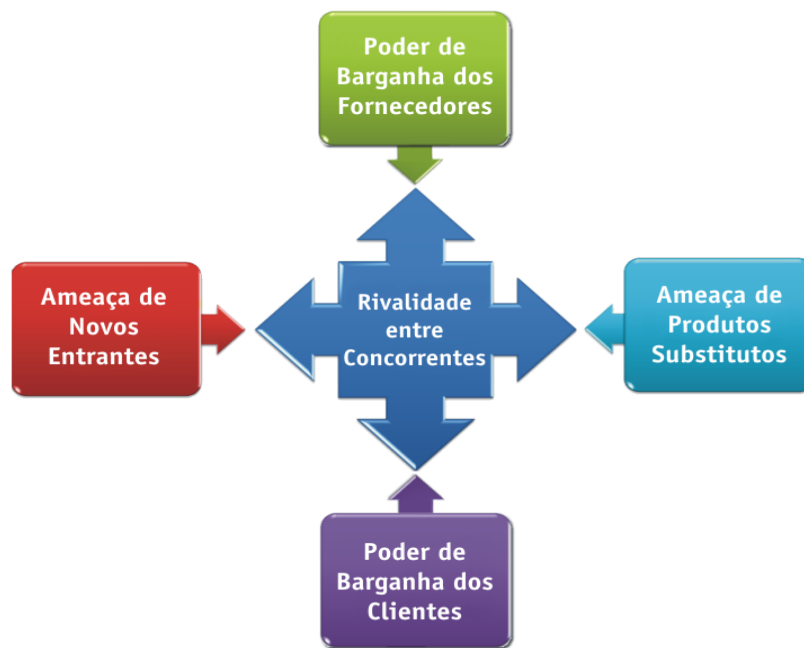 Poder de
Barganha dos
Fornecedores
Ameaça de
Novos
Entrantes
Rivalidade
entre
Concorrentes
Ameaça de
Produtos
Substitutos
Poder de
Barganha dos
Clientes